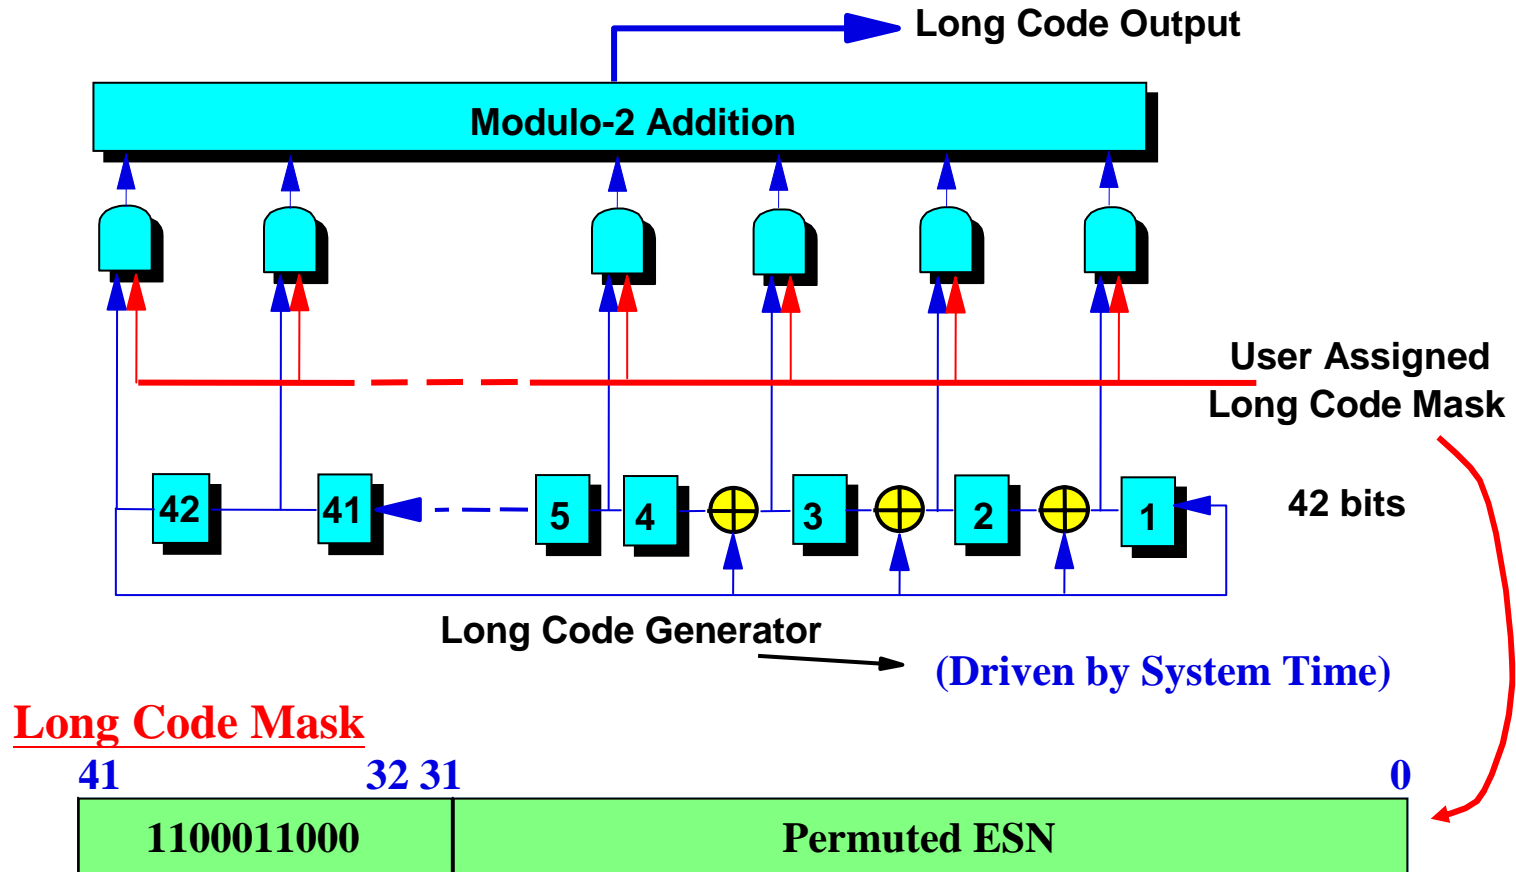 Long Code Output
Modulo-2 Addition
User Assigned
Long Code Mask
42 41 5 4 3 2 1 42 bits
Long Code Generator
(Driven by System Time)
Long Code Mask
41 32 31 0
1100011000 Permuted ESN